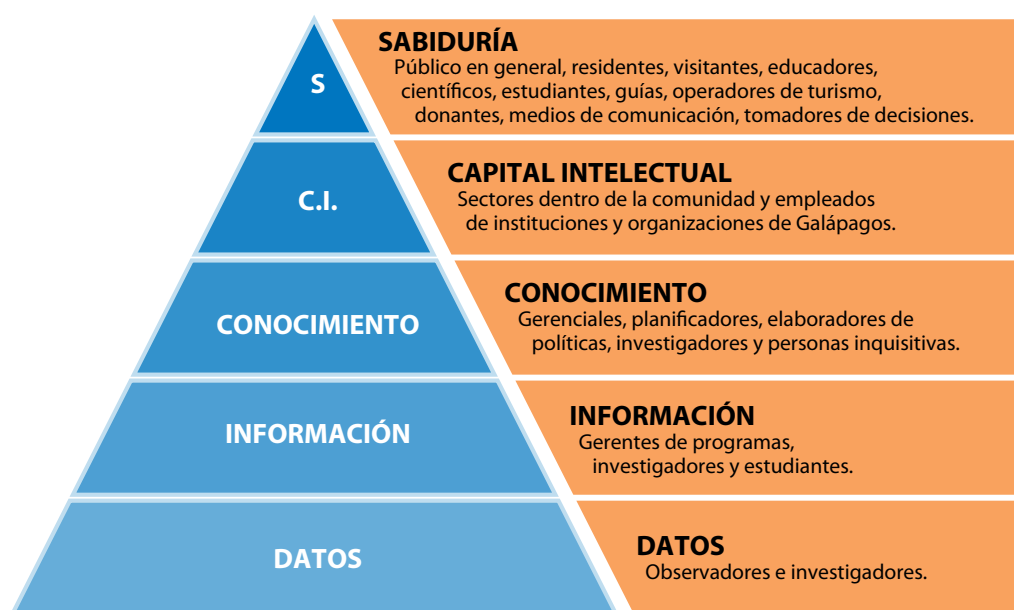 S
SABIDURÍA
Público en general, residentes, visitantes, educadores,
científicos, estudiantes, guías, operadores de turismo,
donantes, medios de comunicación, tomadores de decisiones.
C.I.
CAPITAL INTELECTUAL
Sectores dentro de la comunidad y empleados
de instituciones y organizaciones de Galápagos.
CONOCIMIENTO
CONOCIMIENTO
Gerenciales, planificadores, elaboradores de
políticas, investigadores y personas inquisitivas.
INFORMACIÓN
INFORMACIÓN
Gerentes de programas,
investigadores y estudiantes.
DATOS
DATOS
Observadores e investigadores.